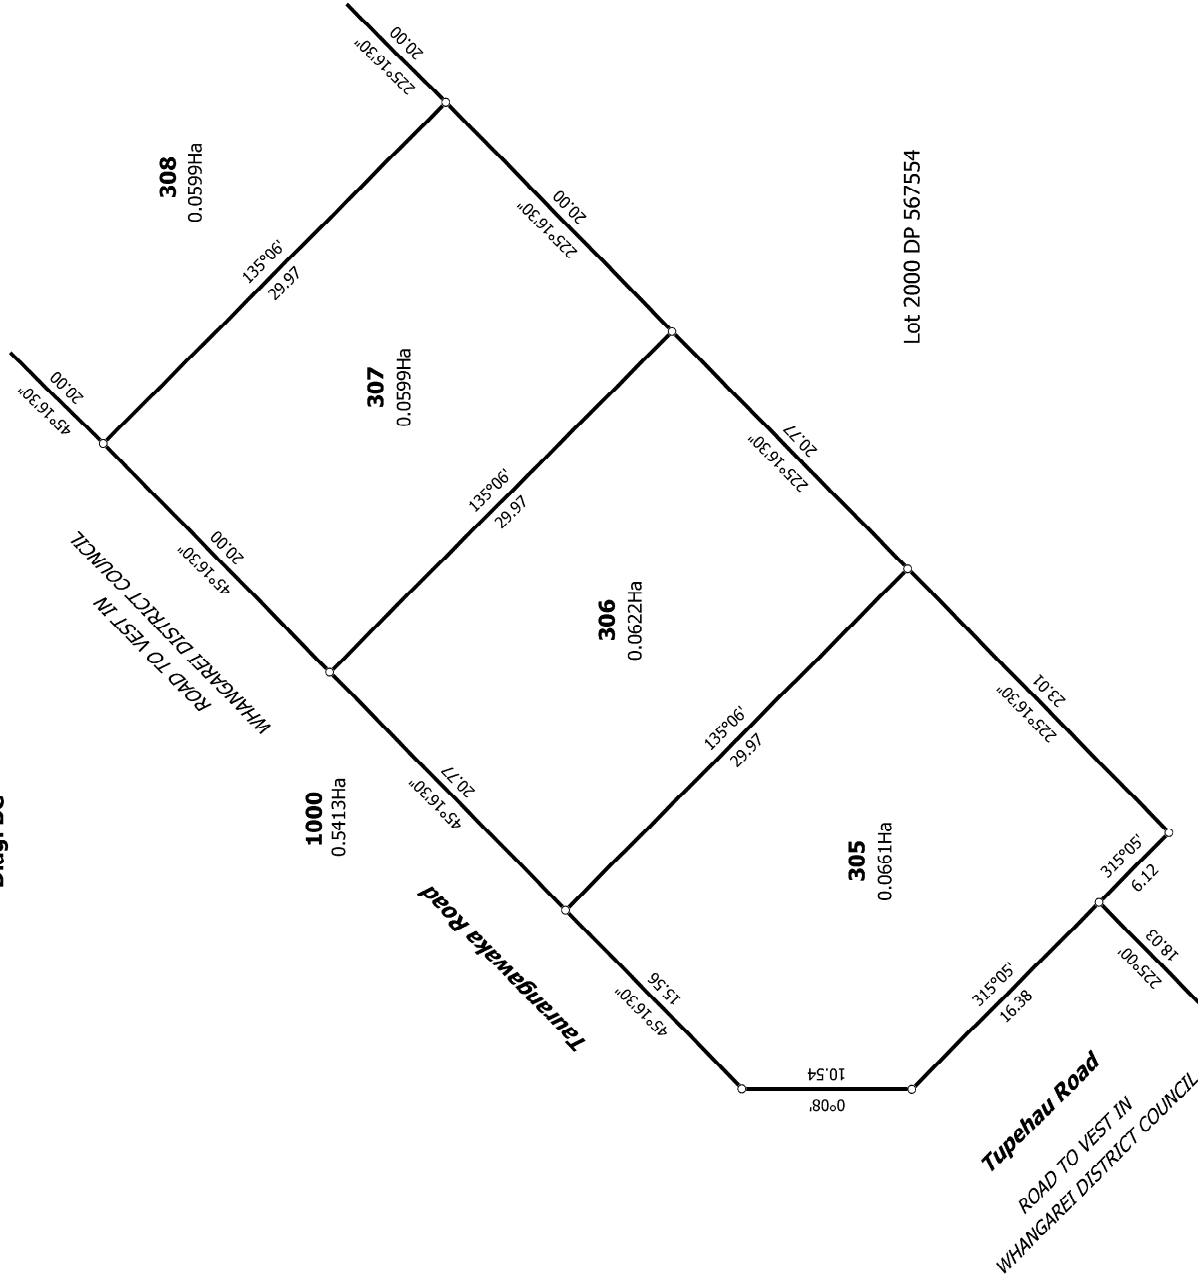 20.00
225°16'30"
308
0.0599Ha
135°06'
29.97
20.00
45°16'30"
20.00
225°16'30"
Lot 2000 DP 567554
307
0.0599Ha
20.00
45°16'30"
ROAD TO VEST IN
WHANGAREI DISTRICT COUNCIL
135°06'
29.97
20.77
225°16'30"
306
0.0622Ha
1000
0.5413Ha
20.77
45°16'30"
135°06'
29.97
23.01
225°16'30"
Taurangawaka Road
305
0.0661Ha
315°05'
6.12
15.56
45°16'30"
315°05'
16.38
18.03
225°00'
10.54
0°08'
Tupehau Road
ROAD TO VEST IN
WHANGAREI DISTRICT COUNCIL